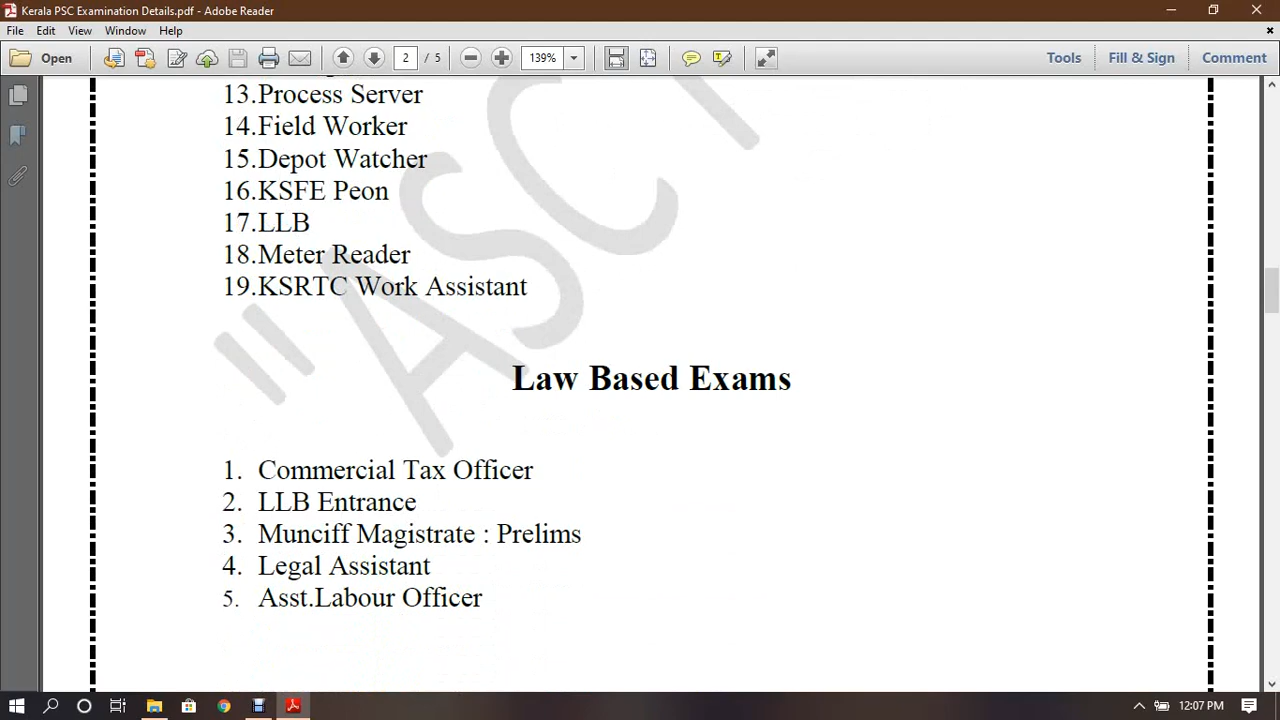 Kerala PSC Examination Details.pdf - Adobe Reader
File Edit View Window Help
Open 2 / 5 139% Tools Fill & Sign Comment
13.Process Server
14.Field Worker
15.Depot Watcher
16.KSFE Peon
17.LLB
18.Meter Reader
19.KSRTC Work Assistant
Law Based Exams
1. Commercial Tax Officer
2. LLB Entrance
3. Munciff Magistrate : Prelims
4. Legal Assistant
5. Asst.Labour Officer
"ASC
12:07 PM